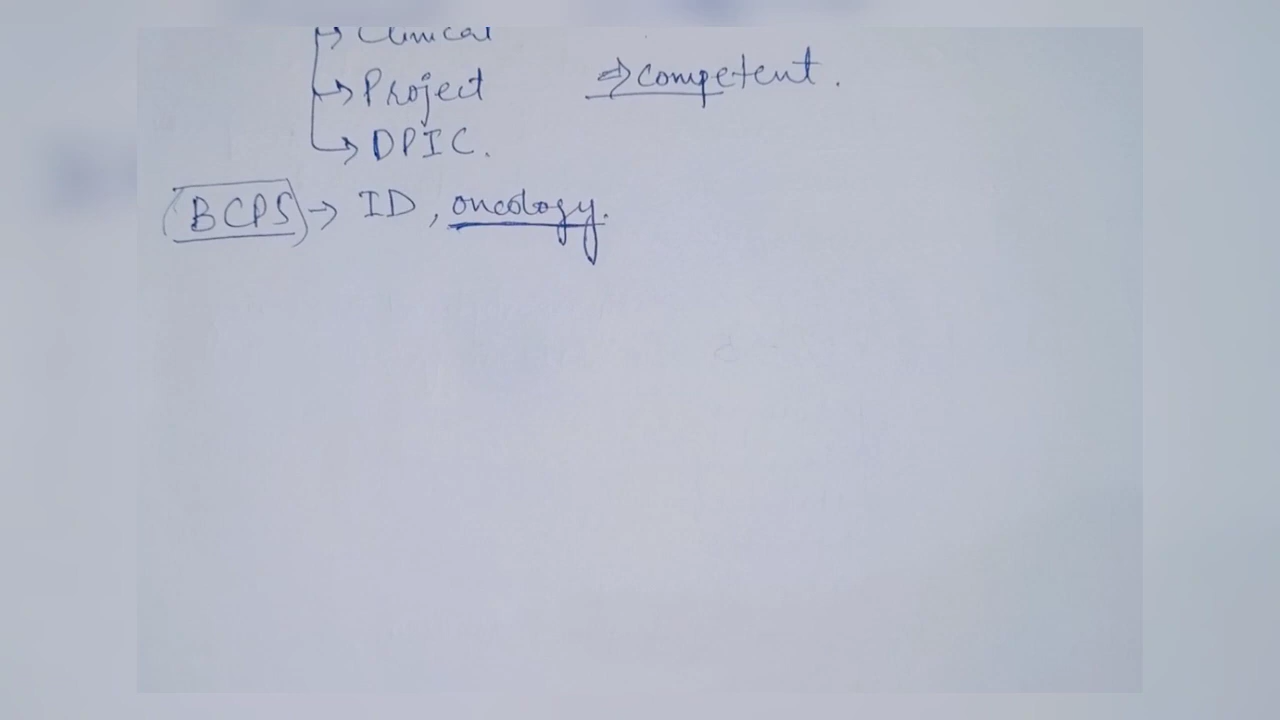 → Clinical
→ Project ⇒ competent.
→ DPIC.
BCPS → ID, oncology.